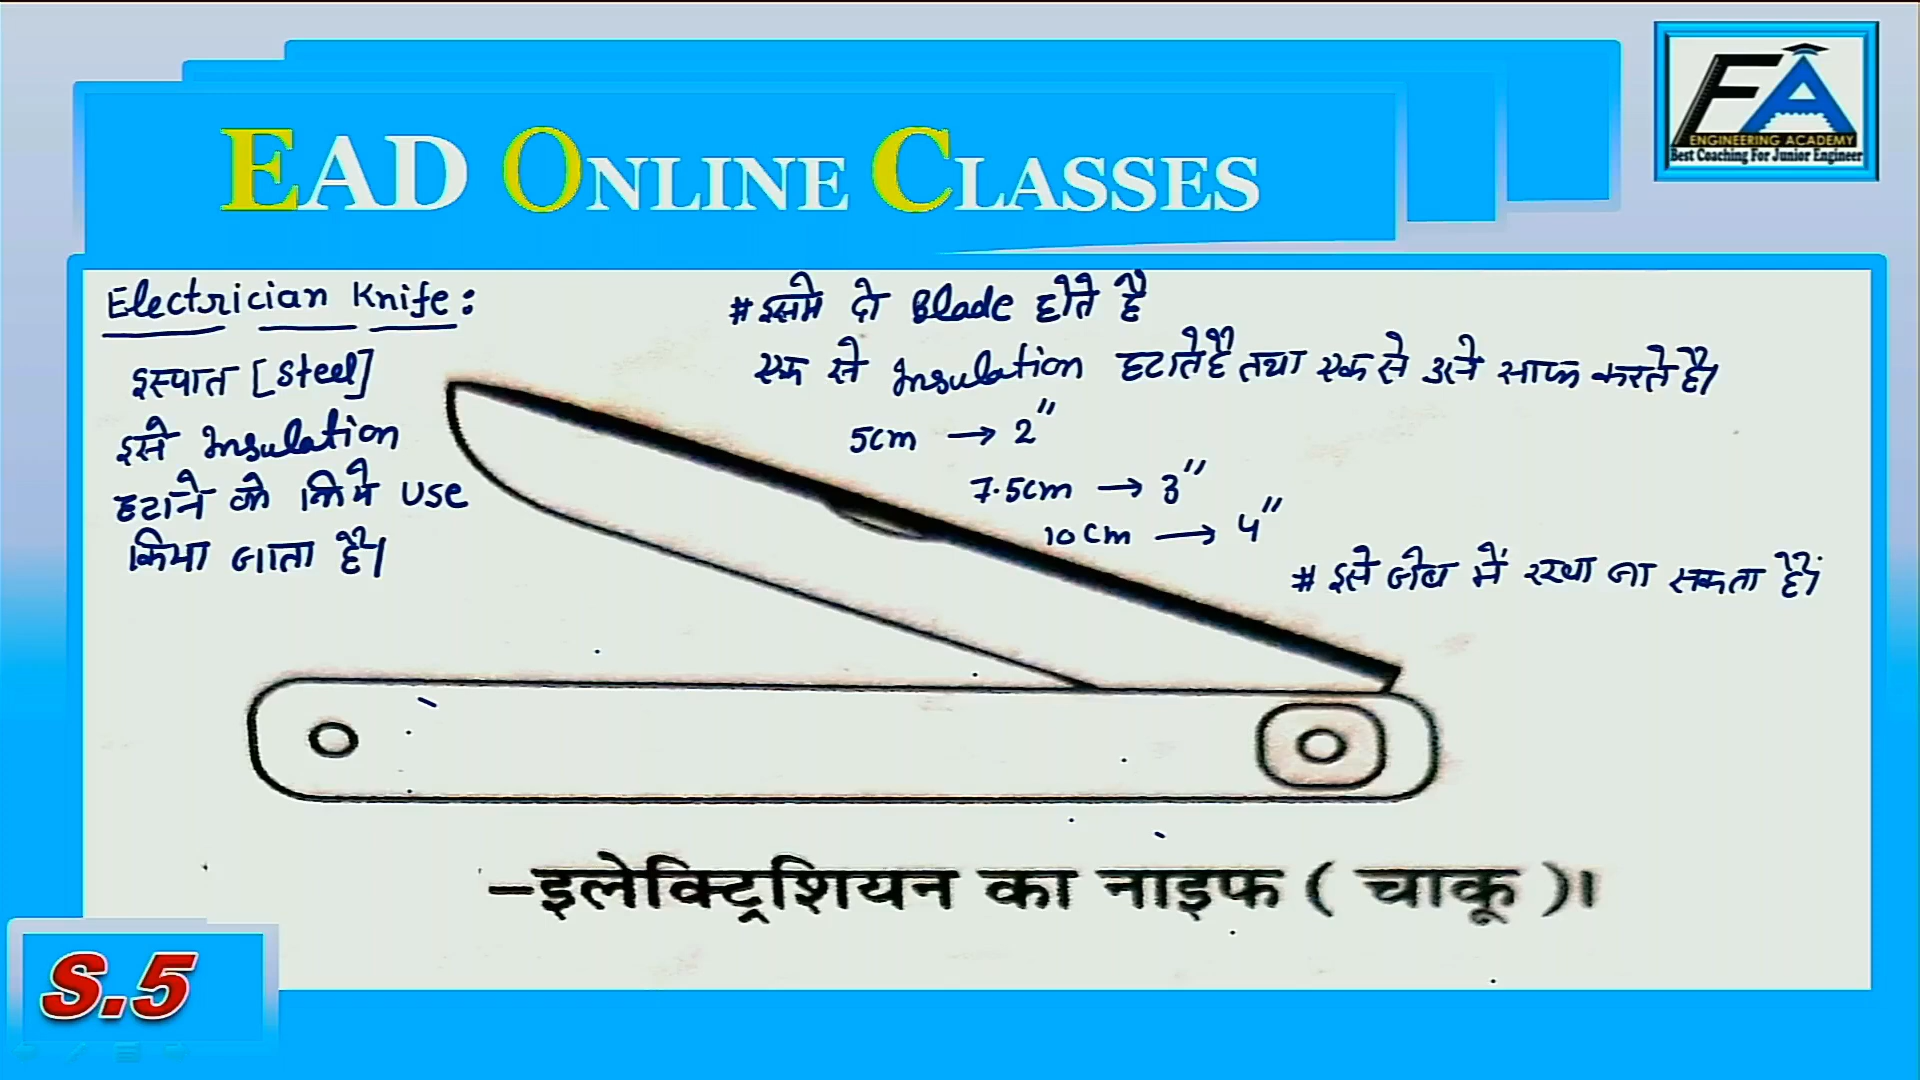 EAD ONLINE CLASSES
FA
ENGINEERING ACADEMY
Best Coaching For Junior Engineer
Electrician Knife:
इस्पात [Steel]
इसे Insulation
हटाने के लिये Use
किया जाता है।
# इसमे दो Blade होते है
एक से Insulation हटाते है तथा एक से उसे साफ करते है।
5cm → 2"
7.5cm → 3"
10cm → 4"
# इसे जेब में रखा जा सकता है।
–इलेक्ट्रिशियन का नाइफ ( चाकू )।
S.5